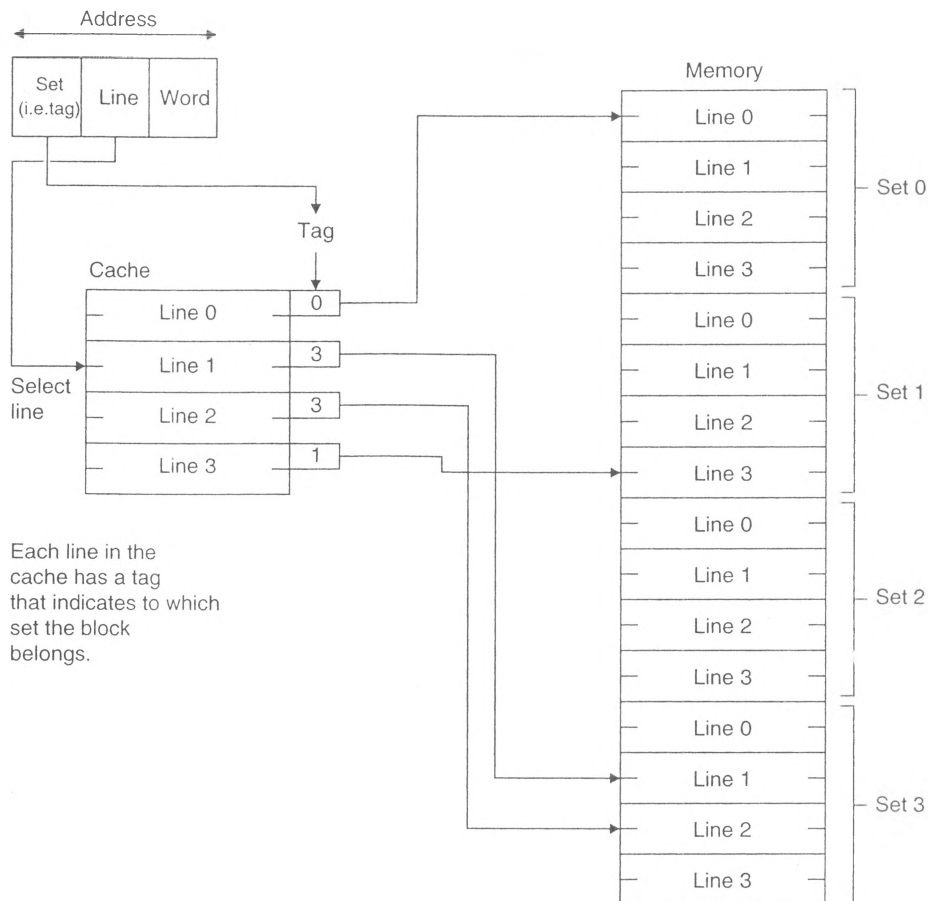 Address
Set
(i.e.tag)
Line
Word
Tag
Cache
Line 0
0
Line 1
3
Line 2
3
Line 3
1
Select
line
Each line in the
cache has a tag
that indicates to which
set the block
belongs.
Memory
Line 0
Line 1
Line 2
Line 3
Set 0
Line 0
Line 1
Line 2
Line 3
Set 1
Line 0
Line 1
Line 2
Line 3
Set 2
Line 0
Line 1
Line 2
Line 3
Set 3